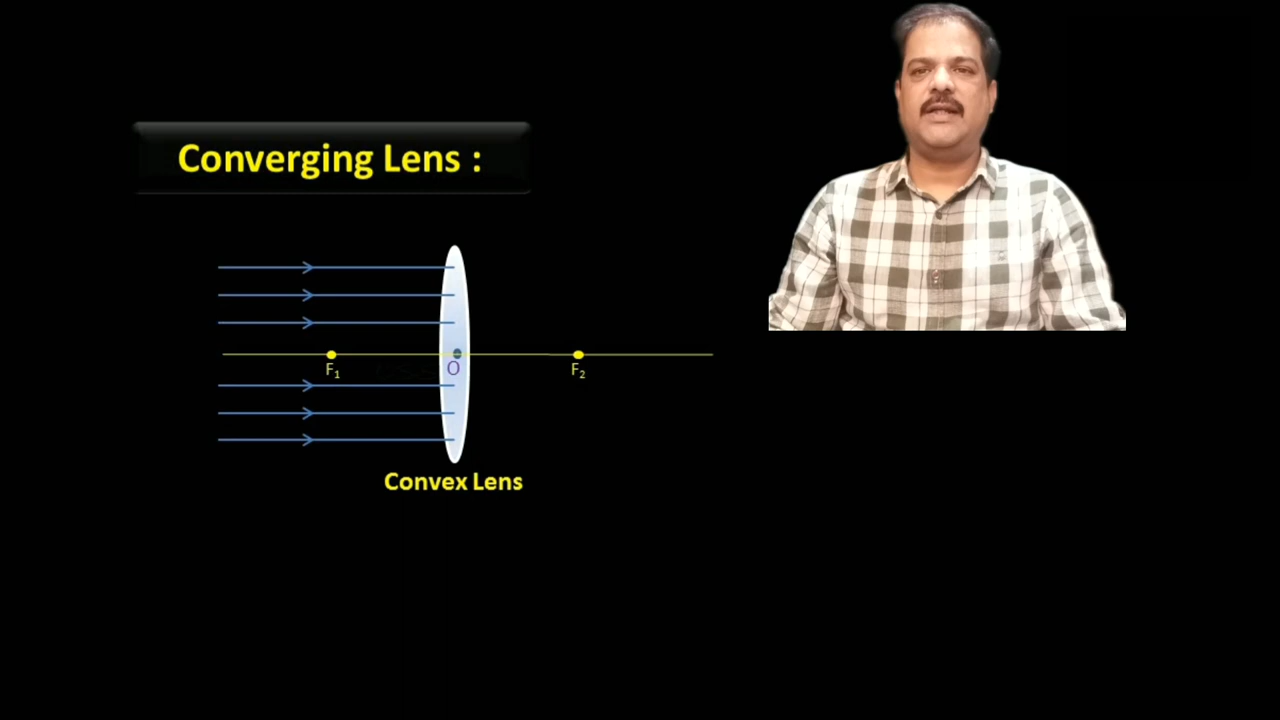 Converging Lens :
F₁
O
F₂
Convex Lens